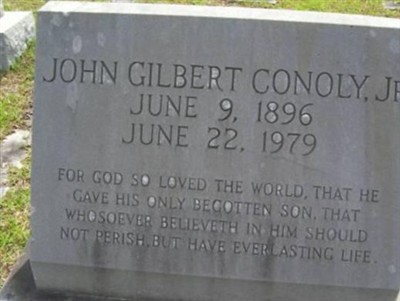 JOHN GILBERT CONOLY, JR
JUNE 9, 1896
JUNE 22, 1979
FOR GOD SO LOVED THE WORLD, THAT HE
GAVE HIS ONLY BEGOTTEN SON, THAT
WHOSOEVER BELIEVETH IN HIM SHOULD
NOT PERISH, BUT HAVE EVERLASTING LIFE.